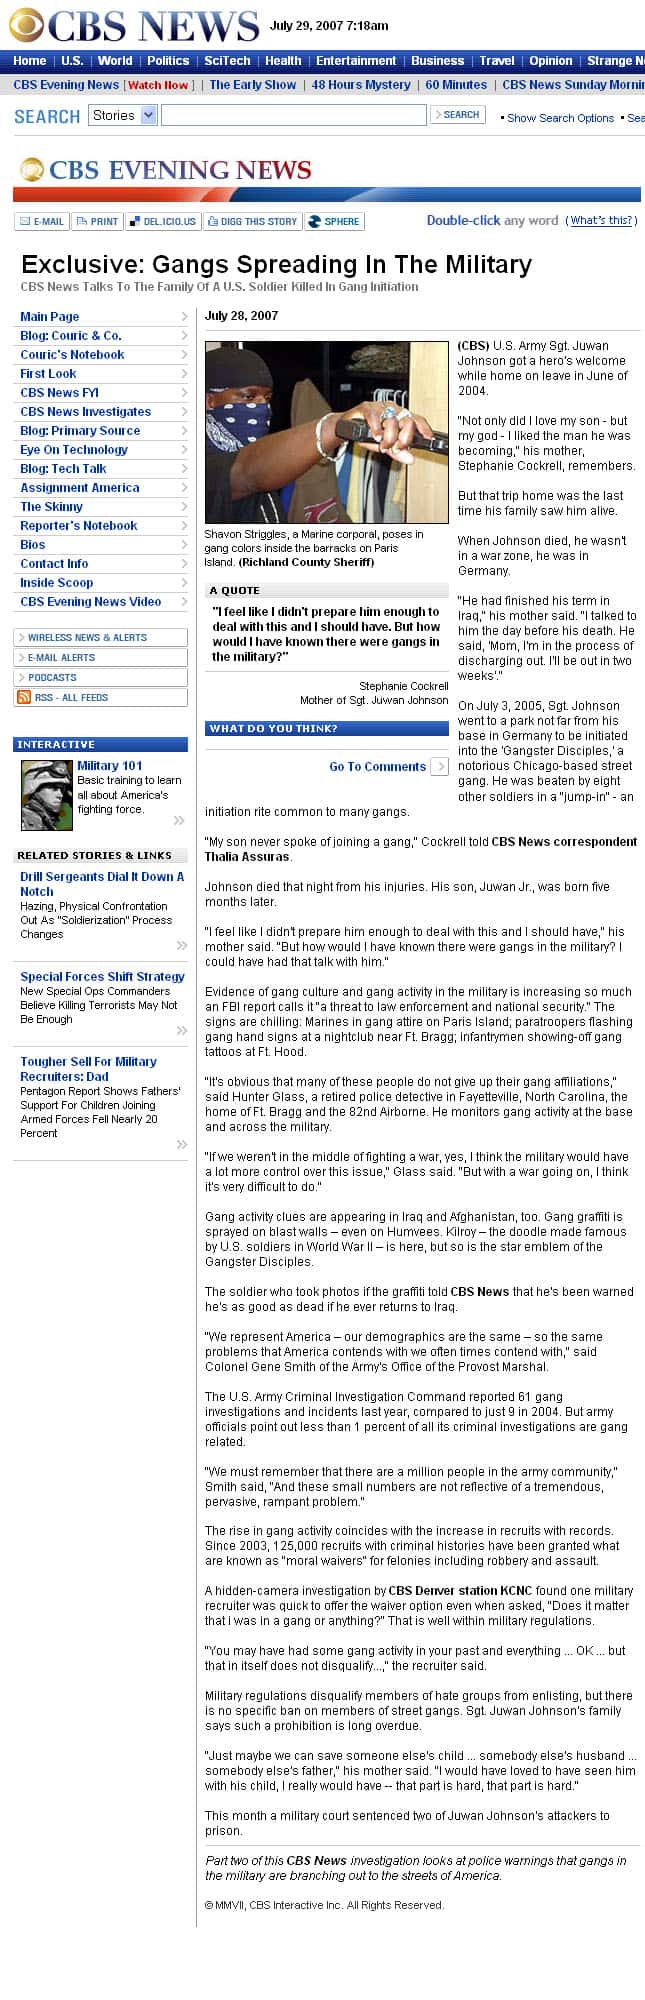 CBS NEWS July 29, 2007 7:18am
Home | U.S. | World | Politics | SciTech | Health | Entertainment | Business | Travel | Opinion | Strange N
CBS Evening News [Watch Now] | The Early Show | 48 Hours Mystery | 60 Minutes | CBS News Sunday Mornin
SEARCH Stories SEARCH • Show Search Options • Sea
CBS EVENING NEWS
E-MAIL PRINT DEL.ICIO.US DIGG THIS STORY SPHERE Double-click any word (What's this?)
Exclusive: Gangs Spreading In The Military
CBS News Talks To The Family Of A U.S. Soldier Killed In Gang Initiation
Main Page
Blog: Couric & Co.
Couric's Notebook
First Look
CBS News FYI
CBS News Investigates
Blog: Primary Source
Eye On Technology
Blog: Tech Talk
Assignment America
The Skinny
Reporter's Notebook
Bios
Contact Info
Inside Scoop
CBS Evening News Video
WIRELESS NEWS & ALERTS
E-MAIL ALERTS
PODCASTS
RSS - ALL FEEDS
INTERACTIVE
Military 101
Basic training to learn
all about America's
fighting force.
RELATED STORIES & LINKS
Drill Sergeants Dial It Down A
Notch
Hazing, Physical Confrontation
Out As "Soldierization" Process
Changes
Special Forces Shift Strategy
New Special Ops Commanders
Believe Killing Terrorists May Not
Be Enough
Tougher Sell For Military
Recruiters: Dad
Pentagon Report Shows Fathers'
Support For Children Joining
Armed Forces Fell Nearly 20
Percent
July 28, 2007
Shavon Striggles, a Marine corporal, poses in
gang colors inside the barracks on Paris
Island. (Richland County Sheriff)
A QUOTE
"I feel like I didn't prepare him enough to
deal with this and I should have. But how
would I have known there were gangs in
the military?"
Stephanie Cockrell
Mother of Sgt. Juwan Johnson
WHAT DO YOU THINK?
Go To Comments
(CBS) U.S. Army Sgt. Juwan
Johnson got a hero's welcome
while home on leave in June of
2004.
"Not only did I love my son - but
my god - I liked the man he was
becoming," his mother,
Stephanie Cockrell, remembers.
But that trip home was the last
time his family saw him alive.
When Johnson died, he wasn't
in a war zone, he was in
Germany.
"He had finished his term in
Iraq," his mother said. "I talked to
him the day before his death. He
said, 'Mom, I'm in the process of
discharging out. I'll be out in two
weeks'."
On July 3, 2005, Sgt. Johnson
went to a park not far from his
base in Germany to be initiated
into the 'Gangster Disciples,' a
notorious Chicago-based street
gang. He was beaten by eight
other soldiers in a "jump-in" - an
initiation rite common to many gangs.
"My son never spoke of joining a gang," Cockrell told CBS News correspondent
Thalia Assuras.
Johnson died that night from his injuries. His son, Juwan Jr., was born five
months later.
"I feel like I didn't prepare him enough to deal with this and I should have," his
mother said. "But how would I have known there were gangs in the military? I
could have had that talk with him."
Evidence of gang culture and gang activity in the military is increasing so much
an FBI report calls it "a threat to law enforcement and national security." The
signs are chilling: Marines in gang attire on Paris Island; paratroopers flashing
gang hand signs at a nightclub near Ft. Bragg; infantrymen showing-off gang
tattoos at Ft. Hood.
"It's obvious that many of these people do not give up their gang affiliations,"
said Hunter Glass, a retired police detective in Fayetteville, North Carolina, the
home of Ft. Bragg and the 82nd Airborne. He monitors gang activity at the base
and across the military.
"If we weren't in the middle of fighting a war, yes, I think the military would have
a lot more control over this issue," Glass said. "But with a war going on, I think
it's very difficult to do."
Gang activity clues are appearing in Iraq and Afghanistan, too. Gang graffiti is
sprayed on blast walls – even on Humvees. Kilroy – the doodle made famous
by U.S. soldiers in World War II – is here, but so is the star emblem of the
Gangster Disciples.
The soldier who took photos if the graffiti told CBS News that he's been warned
he's as good as dead if he ever returns to Iraq.
"We represent America – our demographics are the same – so the same
problems that America contends with we often times contend with," said
Colonel Gene Smith of the Army's Office of the Provost Marshal.
The U.S. Army Criminal Investigation Command reported 61 gang
investigations and incidents last year, compared to just 9 in 2004. But army
officials point out less than 1 percent of all its criminal investigations are gang
related.
"We must remember that there are a million people in the army community,"
Smith said, "And these small numbers are not reflective of a tremendous,
pervasive, rampant problem."
The rise in gang activity coincides with the increase in recruits with records.
Since 2003, 125,000 recruits with criminal histories have been granted what
are known as "moral waivers" for felonies including robbery and assault.
A hidden-camera investigation by CBS Denver station KCNC found one military
recruiter was quick to offer the waiver option even when asked, "Does it matter
that i was in a gang or anything?" That is well within military regulations.
"You may have had some gang activity in your past and everything ... OK ... but
that in itself does not disqualify...," the recruiter said.
Military regulations disqualify members of hate groups from enlisting, but there
is no specific ban on members of street gangs. Sgt. Juwan Johnson's family
says such a prohibition is long overdue.
"Just maybe we can save someone else's child ... somebody else's husband ...
somebody else's father," his mother said. "I would have loved to have seen him
with his child, I really would have -- that part is hard, that part is hard."
This month a military court sentenced two of Juwan Johnson's attackers to
prison.
Part two of this CBS News investigation looks at police warnings that gangs in
the military are branching out to the streets of America.
© MMVII, CBS Interactive Inc. All Rights Reserved.